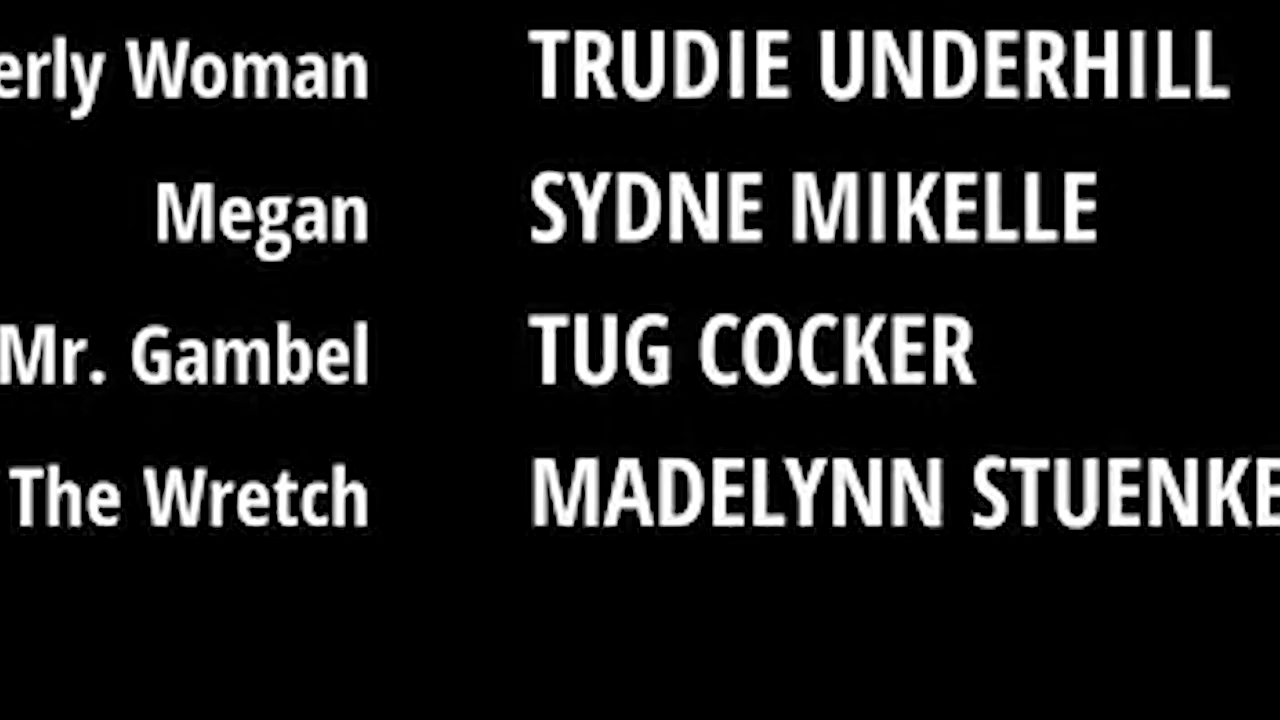 erly Woman TRUDIE UNDERHILL
Megan SYDNE MIKELLE
Mr. Gambel TUG COCKER
The Wretch MADELYNN STUENKE